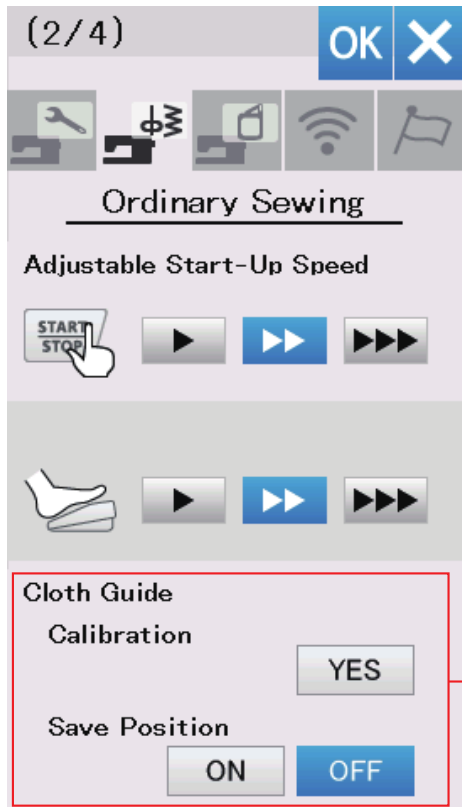 (2/4)
OK
Ordinary Sewing
Adjustable Start-Up Speed
START
STOP
Cloth Guide
Calibration
YES
Save Position
ON OFF